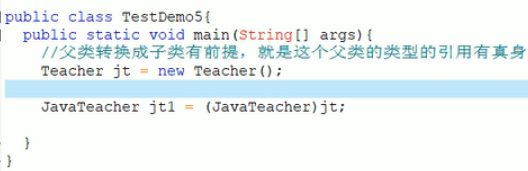 public class TestDemo5{
public static void main(String[] args){
//父类转换成子类有前提，就是这个父类的类型的引用有真身
Teacher jt = new Teacher();
JavaTeacher jt1 = (JavaTeacher)jt;
}
}